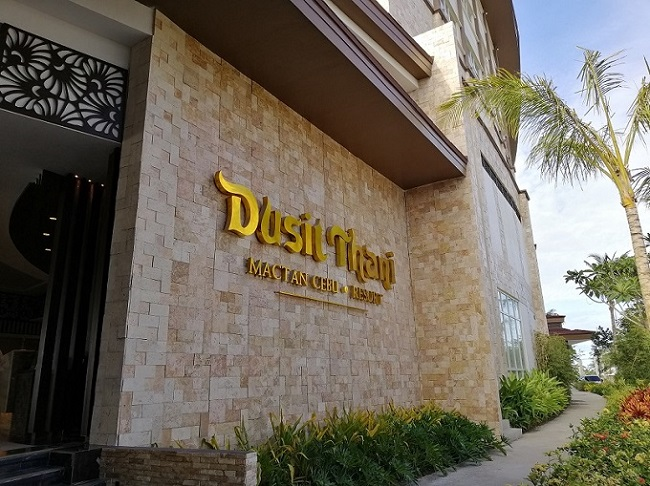 Dusit Thani
MACTAN CEBU • RESORT